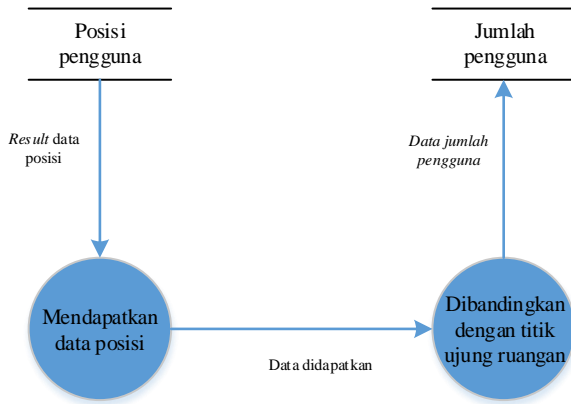 Posisi
pengguna
Jumlah
pengguna
Result data
posisi
Data jumlah
pengguna
Mendapatkan
data posisi
Dibandingkan
dengan titik
ujung ruangan
Data didapatkan